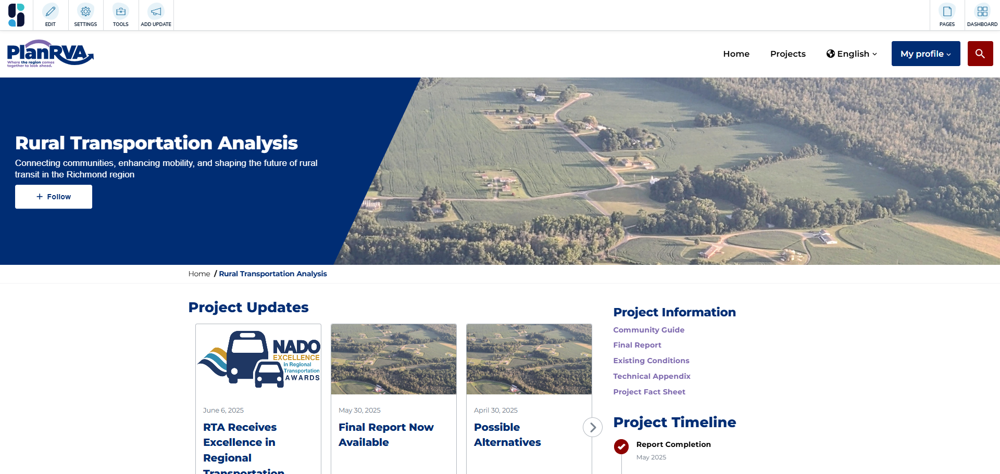 EDIT
SETTINGS
TOOLS
ADD UPDATE
PAGES
DASHBOARD
PlanRVA
Where the region comes
together to look ahead.
Home
Projects
English
My profile
Rural Transportation Analysis
Connecting communities, enhancing mobility, and shaping the future of rural
transit in the Richmond region
+ Follow
Home / Rural Transportation Analysis
Project Updates
NADO
EXCELLENCE
in Regional
Transportation
AWARDS
June 6, 2025
RTA Receives
Excellence in
Regional
Transportation
May 30, 2025
Final Report Now
Available
April 30, 2025
Possible
Alternatives
Project Information
Community Guide
Final Report
Existing Conditions
Technical Appendix
Project Fact Sheet
Project Timeline
Report Completion
May 2025